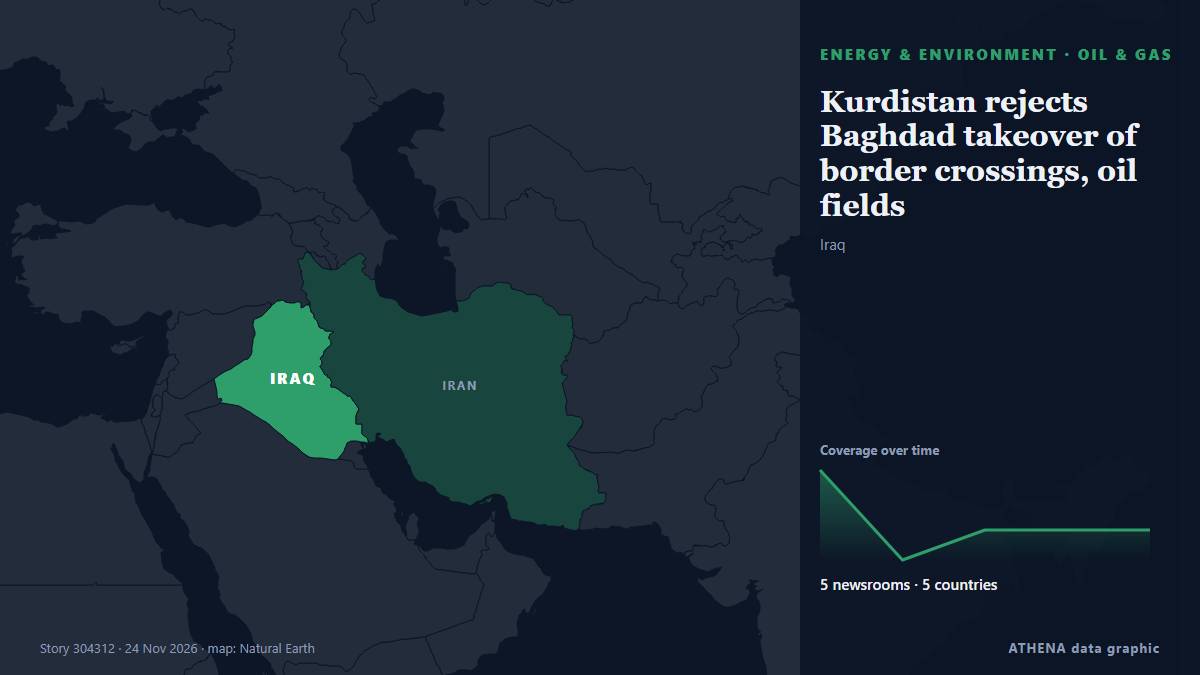 ENERGY & ENVIRONMENT · OIL & GAS
Kurdistan rejects
Baghdad takeover of
border crossings, oil
fields
Iraq
IRAQ
IRAN
Coverage over time
5 newsrooms · 5 countries
Story 304312 · 24 Nov 2026 · map: Natural Earth
ATHENA data graphic